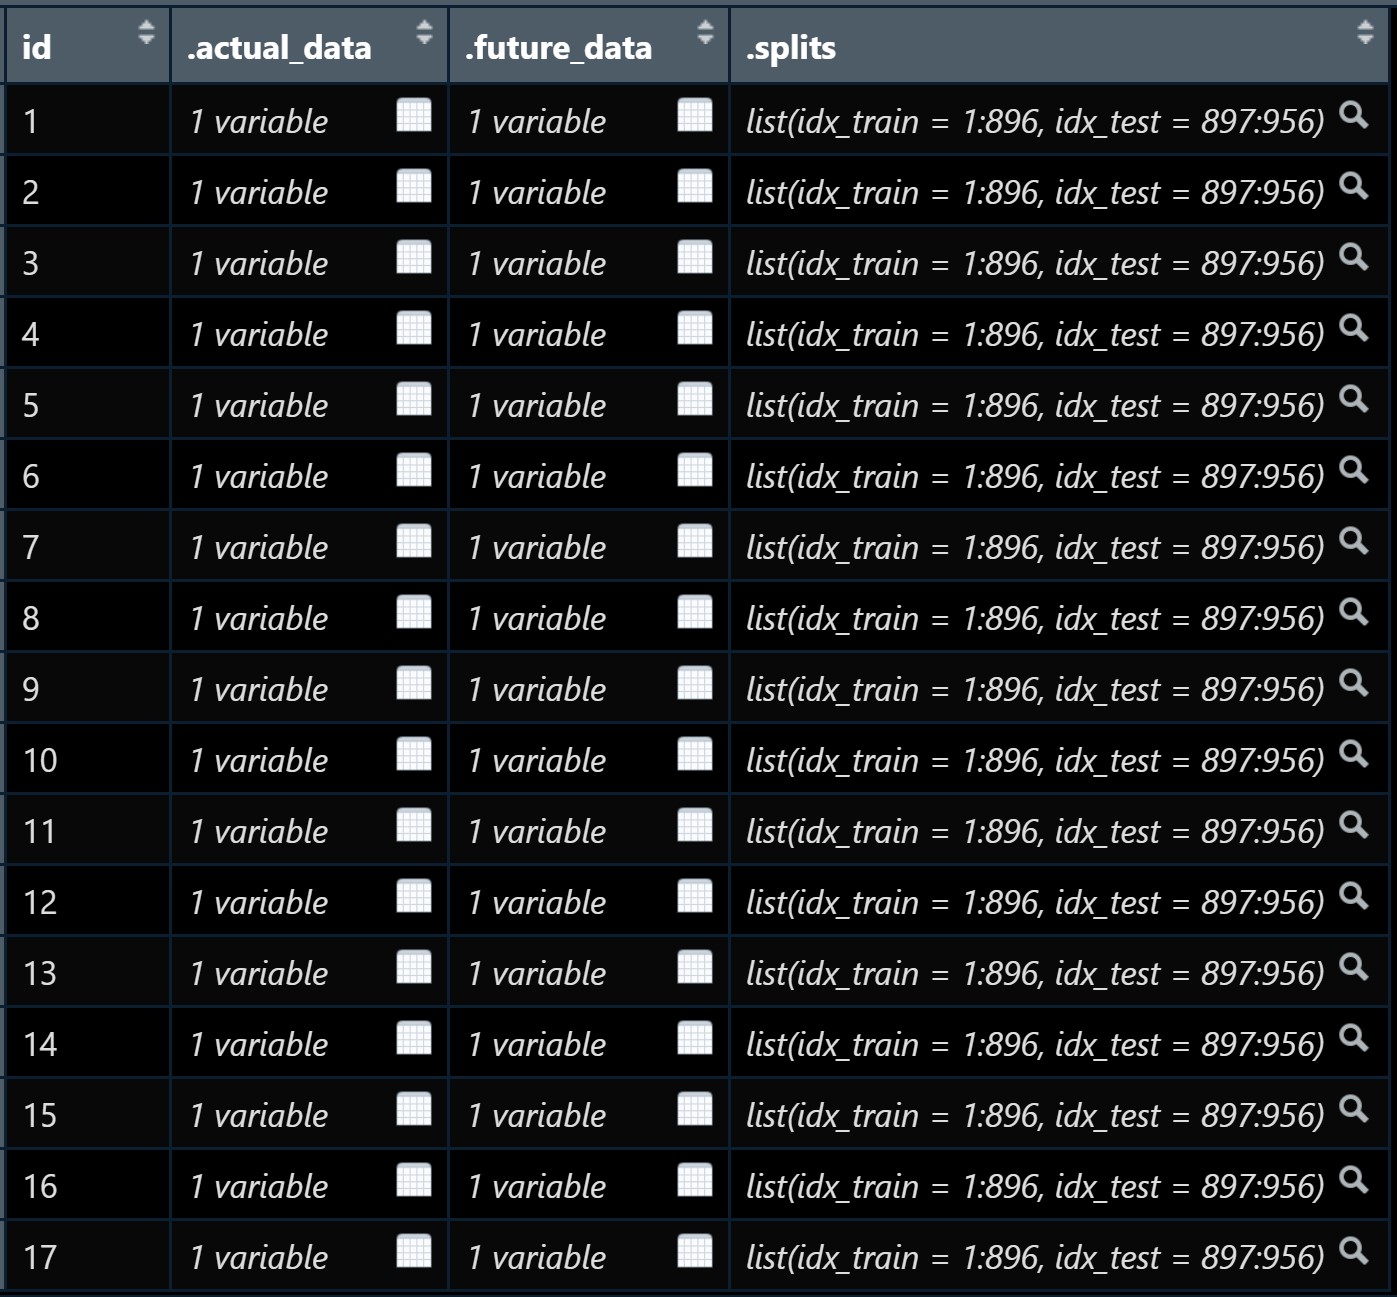 id .actual_data .future_data .splits
1 1 variable 1 variable list(idx_train = 1:896, idx_test = 897:956)
2 1 variable 1 variable list(idx_train = 1:896, idx_test = 897:956)
3 1 variable 1 variable list(idx_train = 1:896, idx_test = 897:956)
4 1 variable 1 variable list(idx_train = 1:896, idx_test = 897:956)
5 1 variable 1 variable list(idx_train = 1:896, idx_test = 897:956)
6 1 variable 1 variable list(idx_train = 1:896, idx_test = 897:956)
7 1 variable 1 variable list(idx_train = 1:896, idx_test = 897:956)
8 1 variable 1 variable list(idx_train = 1:896, idx_test = 897:956)
9 1 variable 1 variable list(idx_train = 1:896, idx_test = 897:956)
10 1 variable 1 variable list(idx_train = 1:896, idx_test = 897:956)
11 1 variable 1 variable list(idx_train = 1:896, idx_test = 897:956)
12 1 variable 1 variable list(idx_train = 1:896, idx_test = 897:956)
13 1 variable 1 variable list(idx_train = 1:896, idx_test = 897:956)
14 1 variable 1 variable list(idx_train = 1:896, idx_test = 897:956)
15 1 variable 1 variable list(idx_train = 1:896, idx_test = 897:956)
16 1 variable 1 variable list(idx_train = 1:896, idx_test = 897:956)
17 1 variable 1 variable list(idx_train = 1:896, idx_test = 897:956)